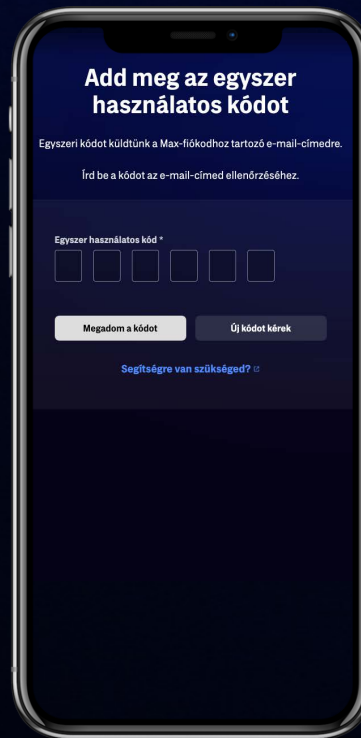 Add meg az egyszer
használatos kódot
Egyszeri kódot küldtünk a Max-fiókodhoz tartozó e-mail-címedre.
Írd be a kódot az e-mail-címed ellenőrzéséhez.
Egyszer használatos kód *
Megadom a kódot
Új kódot kérek
Segítségre van szükséged?